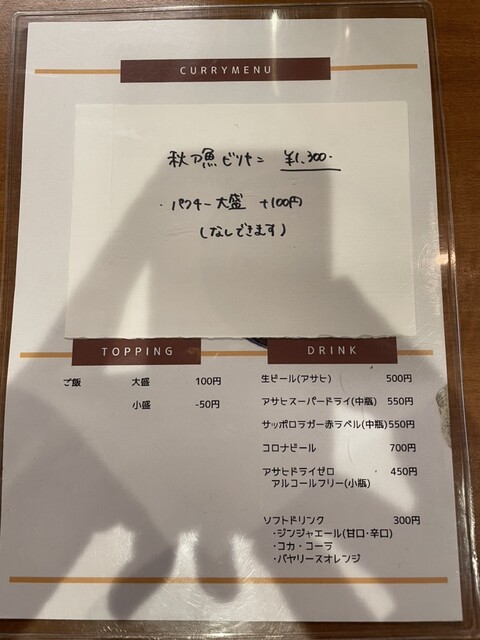 CURRYMENU
秋刀魚ビリヤニ ¥1,300-
・パクチー大盛 +100円
(なしできます)
TOPPING
ご飯 大盛 100円
小盛 -50円
DRINK
生ビール(アサヒ) 500円
アサヒスーパードライ(中瓶) 550円
サッポロラガー赤ラベル(中瓶)550円
コロナビール 700円
アサヒドライゼロ 450円
アルコールフリー(小瓶)
ソフトドリンク 300円
・ジンジャエール(甘口・辛口)
・コカ・コーラ
・バヤリースオレンジ